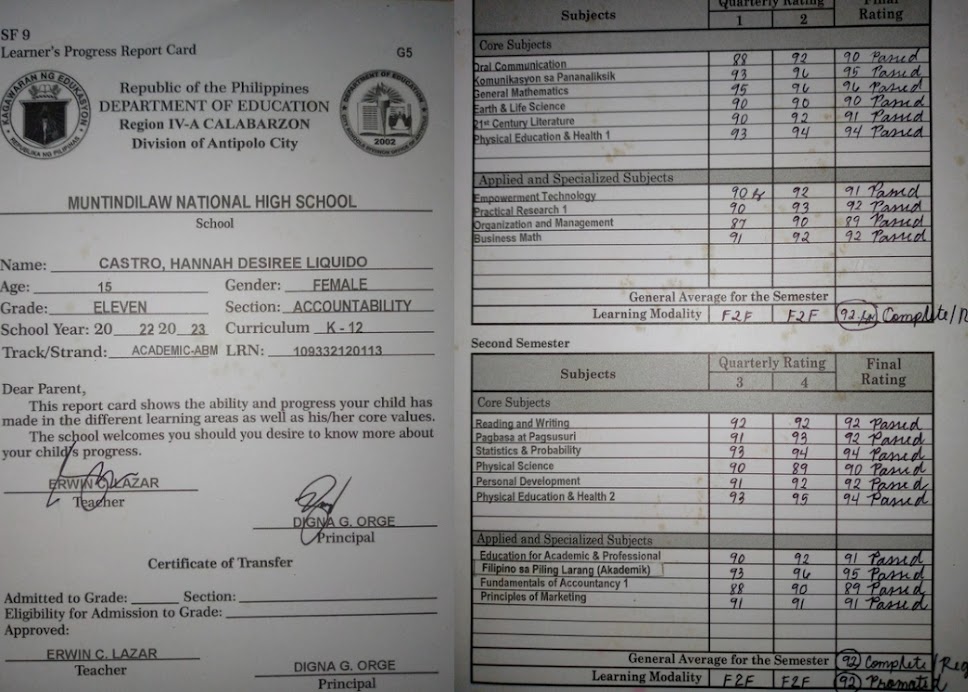 SF 9
Learner's Progress Report Card
G5
KAGAWARAN NG EDUKASYON
REPUBLIKA NG PILIPINAS
Republic of the Philippines
DEPARTMENT OF EDUCATION
Region IV-A CALABARZON
Division of Antipolo City
DEPARTMENT OF EDUCATION
2002
MUNTINDILAW NATIONAL HIGH SCHOOL
School
Name: CASTRO, HANNAH DESIREE LIQUIDO
Age: 15 Gender: FEMALE
Grade: ELEVEN Section: ACCOUNTABILITY
School Year: 20 22 20 23 Curriculum K - 12
Track/Strand: ACADEMIC-ABM LRN: 109332120113
Dear Parent,
This report card shows the ability and progress your child has
made in the different learning areas as well as his/her core values.
The school welcomes you should you desire to know more about
your child's progress.
ERWIN C. LAZAR
Teacher
DIGNA G. ORGE
Principal
Certificate of Transfer
Admitted to Grade: Section:
Eligibility for Admission to Grade:
Approved:
ERWIN C. LAZAR
Teacher
DIGNA G. ORGE
Principal
Subjects Quarterly Rating Final
1 2 Rating
Core Subjects
Oral Communication 88 92 90 Passed
Komunikasyon sa Pananaliksik 93 96 95 Passed
General Mathematics 95 96 96 Passed
Earth & Life Science 90 90 90 Passed
21st Century Literature 90 92 91 Passed
Physical Education & Health 1 93 94 94 Passed
Applied and Specialized Subjects
Empowerment Technology 90 92 91 Passed
Practical Research 1 90 93 92 Passed
Organization and Management 87 90 89 Passed
Business Math 91 92 92 Passed
General Average for the Semester
Learning Modality F2F F2F 92 Complete/R
Second Semester
Subjects Quarterly Rating Final
3 4 Rating
Core Subjects
Reading and Writing 92 92 92 Passed
Pagbasa at Pagsusuri 91 93 92 Passed
Statistics & Probability 93 94 94 Passed
Physical Science 90 89 90 Passed
Personal Development 91 92 92 Passed
Physical Education & Health 2 93 95 94 Passed
Applied and Specialized Subjects
Education for Academic & Professional 90 92 91 Passed
Filipino sa Piling Larang (Akademik) 93 96 95 Passed
Fundamentals of Accountancy 1 88 90 89 Passed
Principles of Marketing 91 91 91 Passed
General Average for the Semester 92 Complete/Reg
Learning Modality F2F F2F 92 Promoted